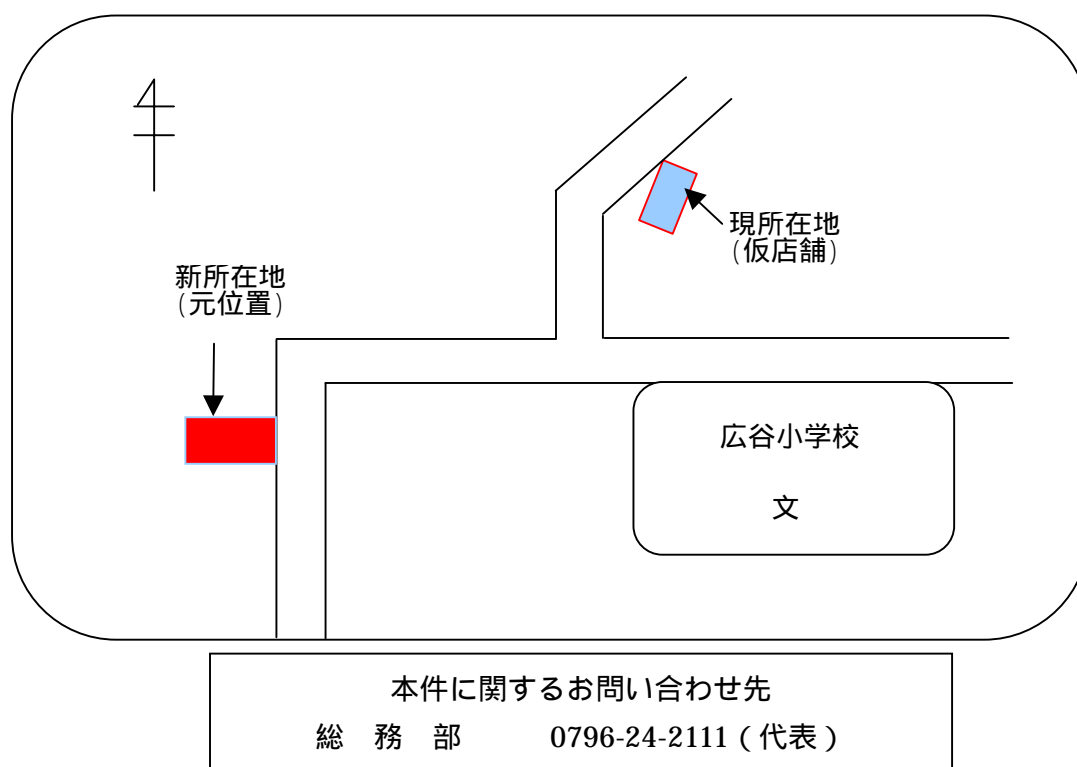 現所在地
(仮店舗)
新所在地
(元位置)
広谷小学校
文
本件に関するお問い合わせ先
総 務 部 0796-24-2111(代表)